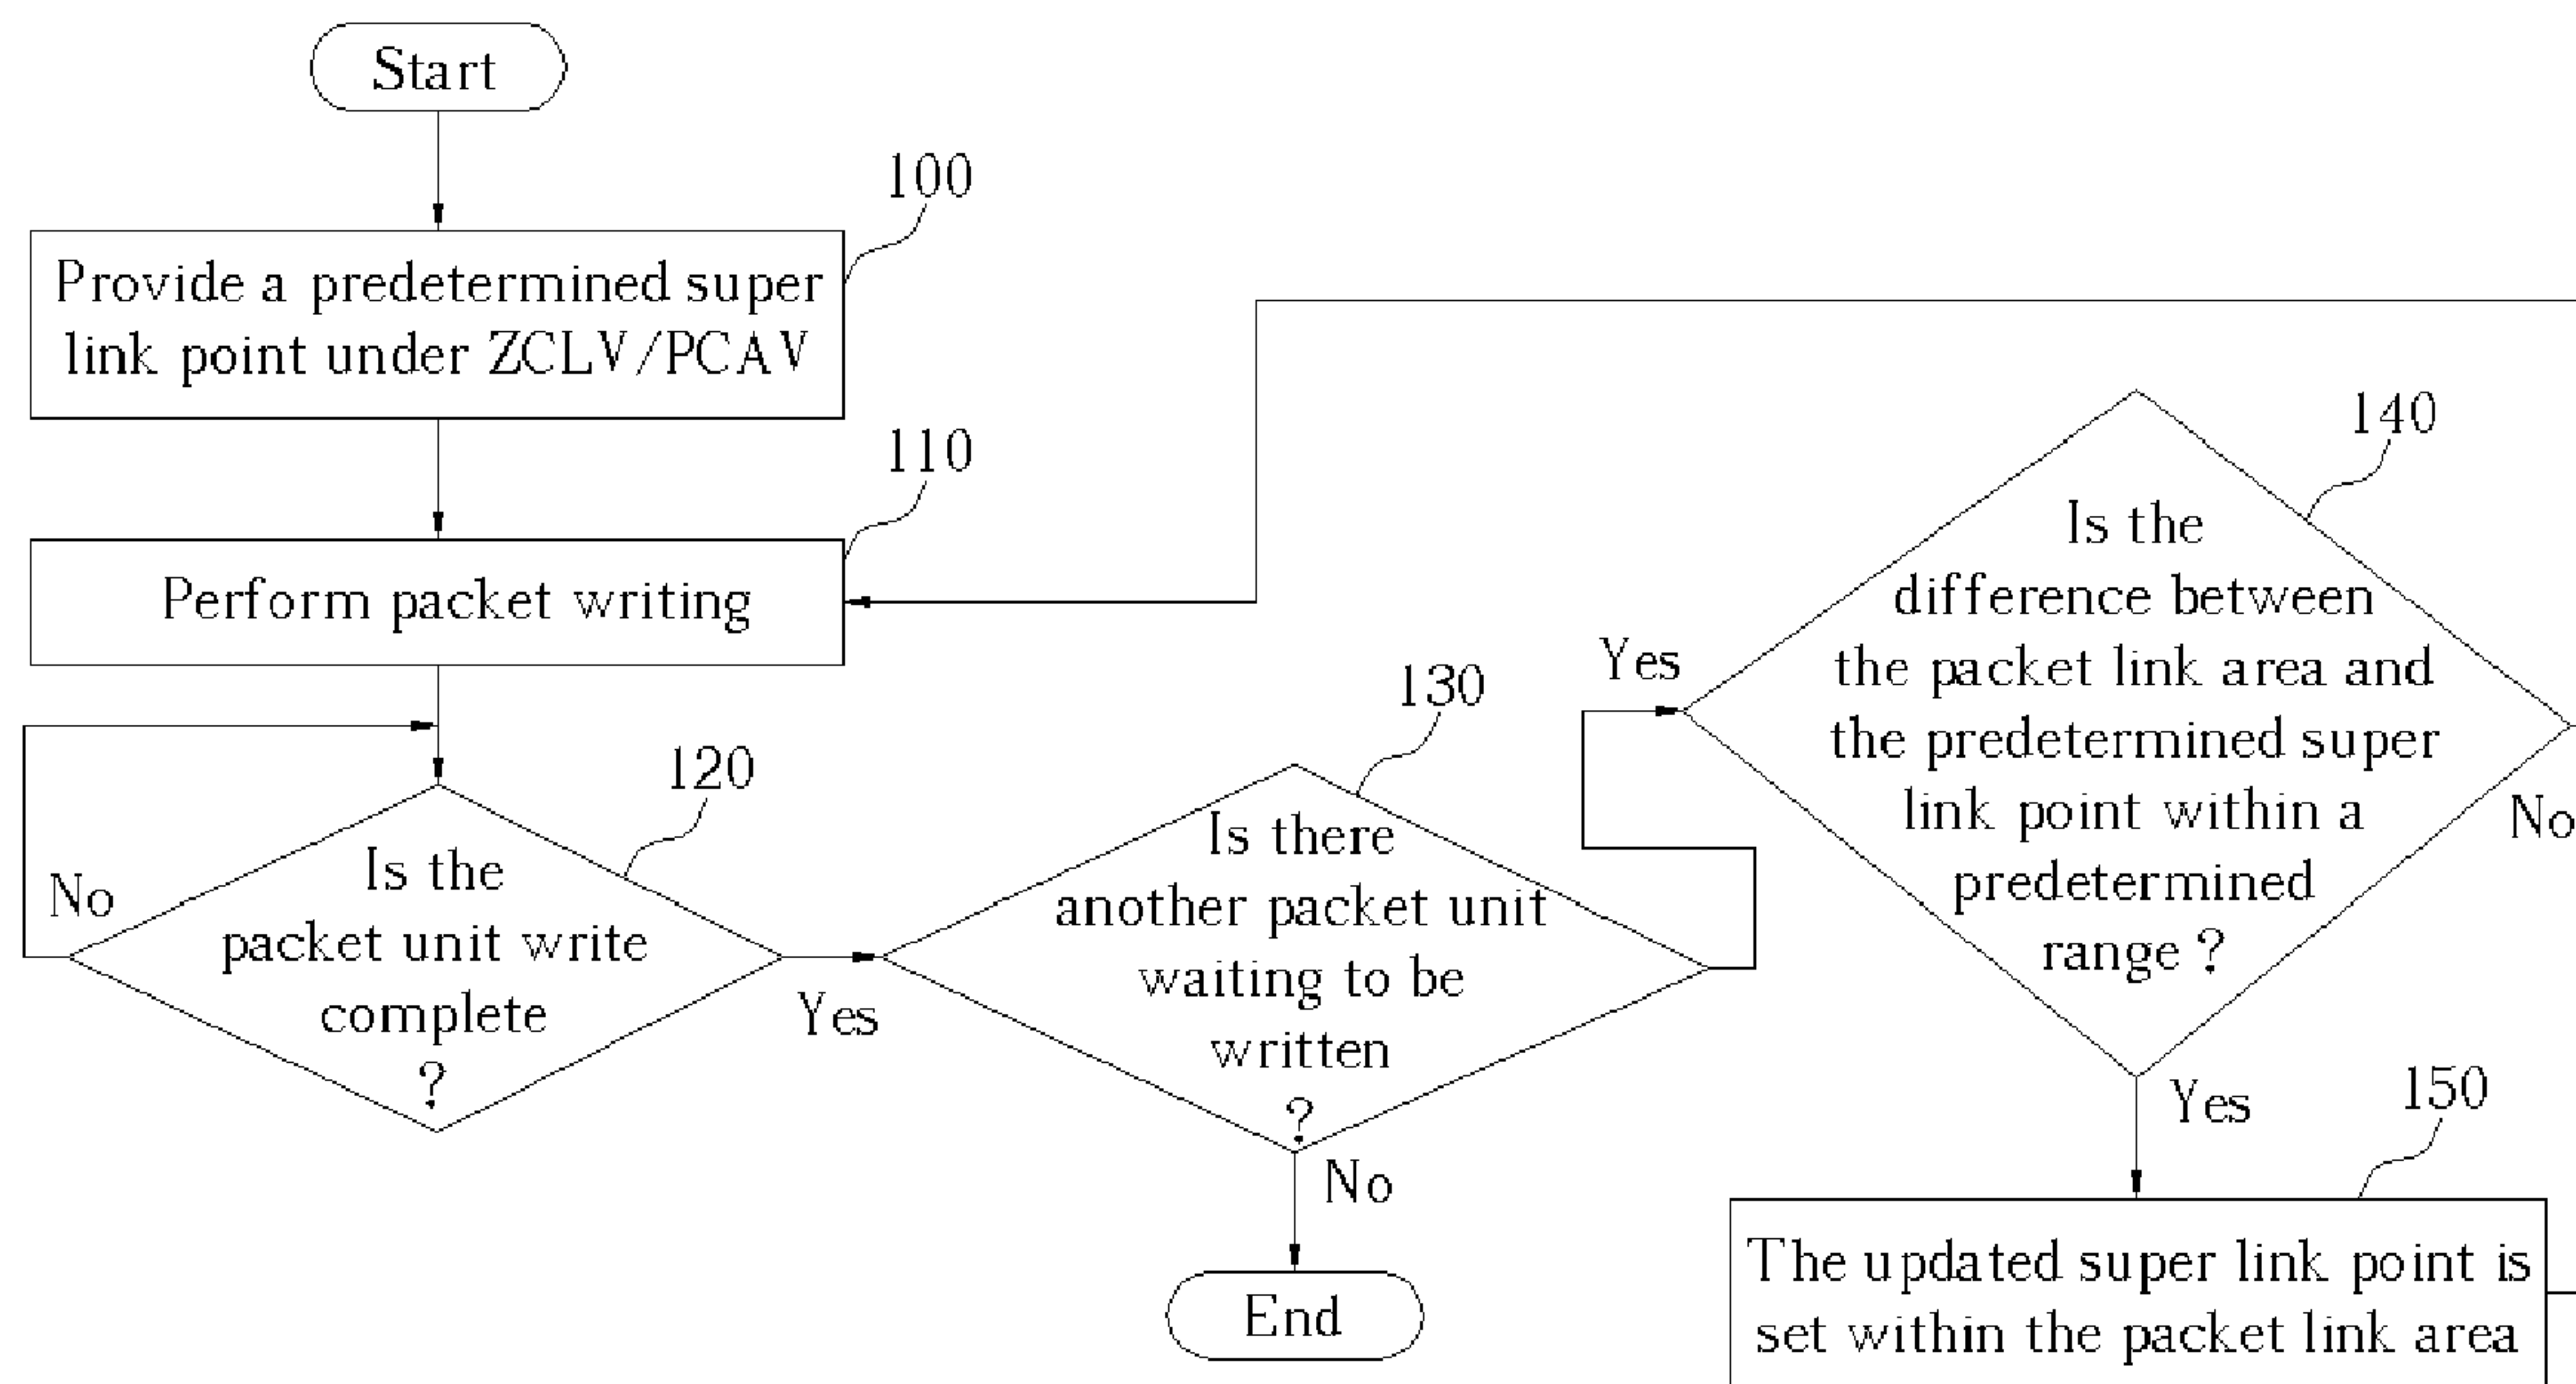 Start
100
Provide a predetermined super
link point under ZCLV/PCAV
110
Perform packet writing
120
No
Is the
packet unit write
complete
?
Yes
130
Is there
another packet unit
waiting to be
written
?
No
End
Yes
140
Is the
difference between
the packet link area and
the predetermined super
link point within a
predetermined
range ?
No
Yes
150
The updated super link point is
set within the packet link area